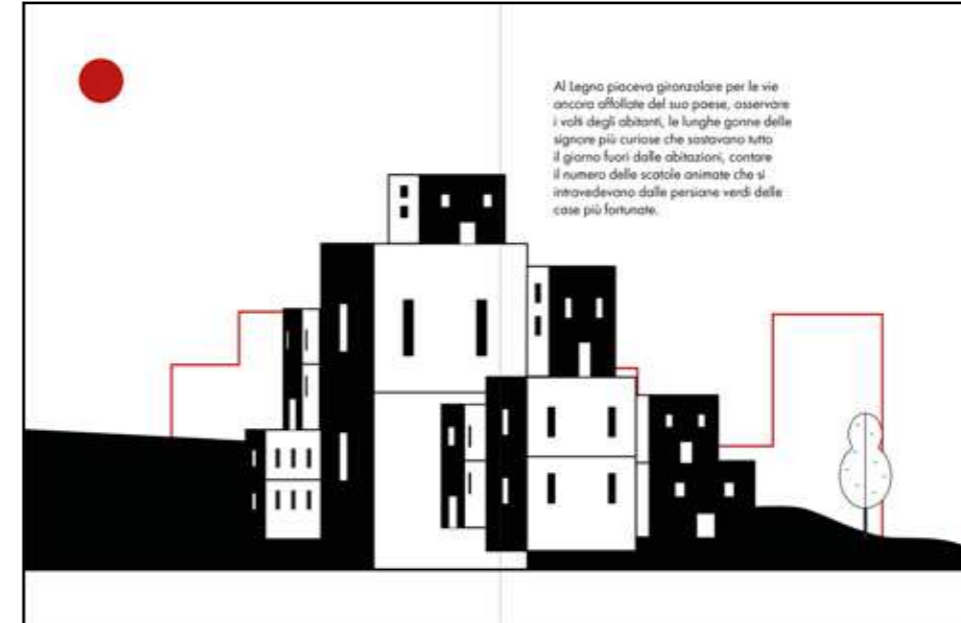 Al Legno piaceva gironzolare per le vie
ancora affollate del suo paese, osservare
i volti degli abitanti, le lunghe gonne delle
signore più curiose che sostavano tutto
il giorno fuori dalle abitazioni, contare
il numero delle scatole animate che si
intravedevano dalle persiane verdi delle
case più fortunate.